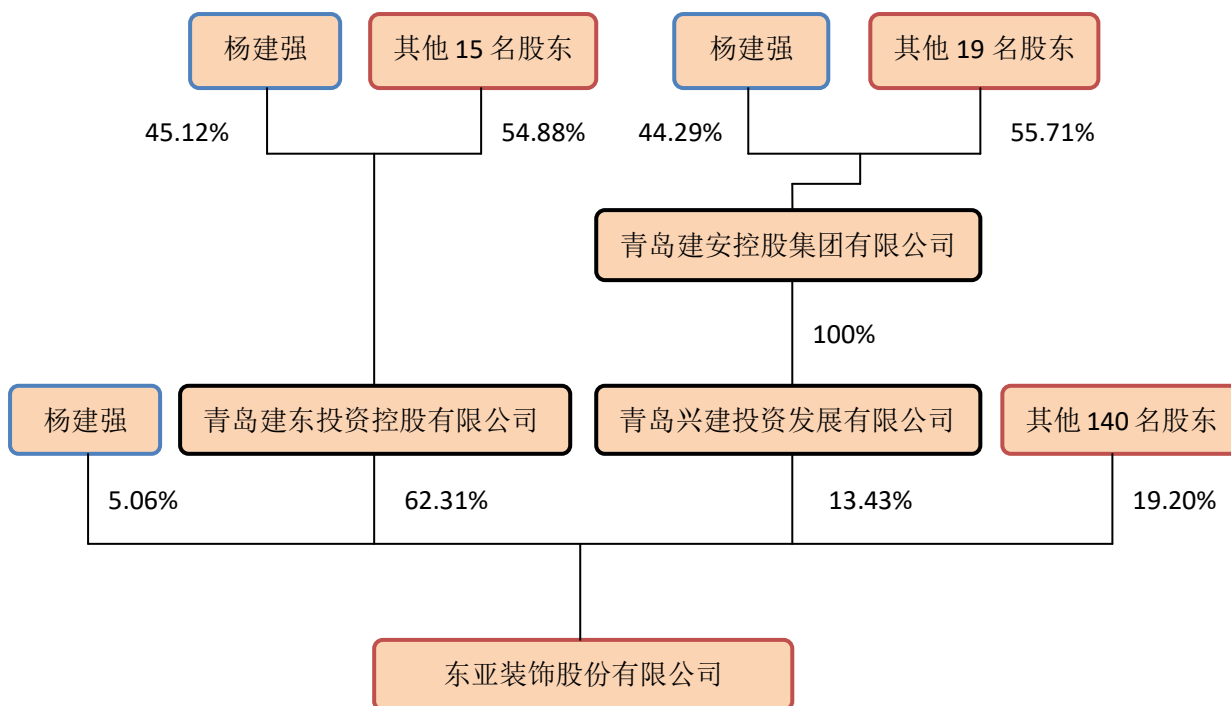 杨建强
其他 15 名股东
杨建强
其他 19 名股东
45.12%
54.88%
44.29%
55.71%
青岛建安控股集团有限公司
100%
杨建强
青岛建东投资控股有限公司
青岛兴建投资发展有限公司
其他 140 名股东
5.06%
62.31%
13.43%
19.20%
东亚装饰股份有限公司